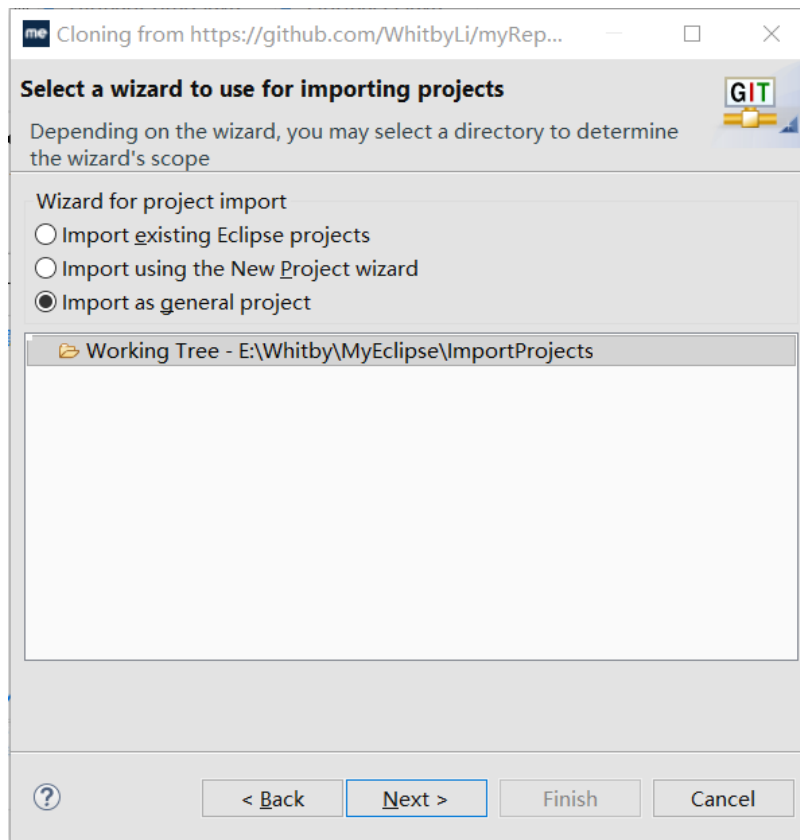 me Cloning from https://github.com/WhitbyLi/myRep...
Select a wizard to use for importing projects
GIT
Depending on the wizard, you may select a directory to determine
the wizard's scope
Wizard for project import
Import existing Eclipse projects
Import using the New Project wizard
Import as general project
Working Tree - E:\Whitby\MyEclipse\ImportProjects
? < Back Next > Finish Cancel